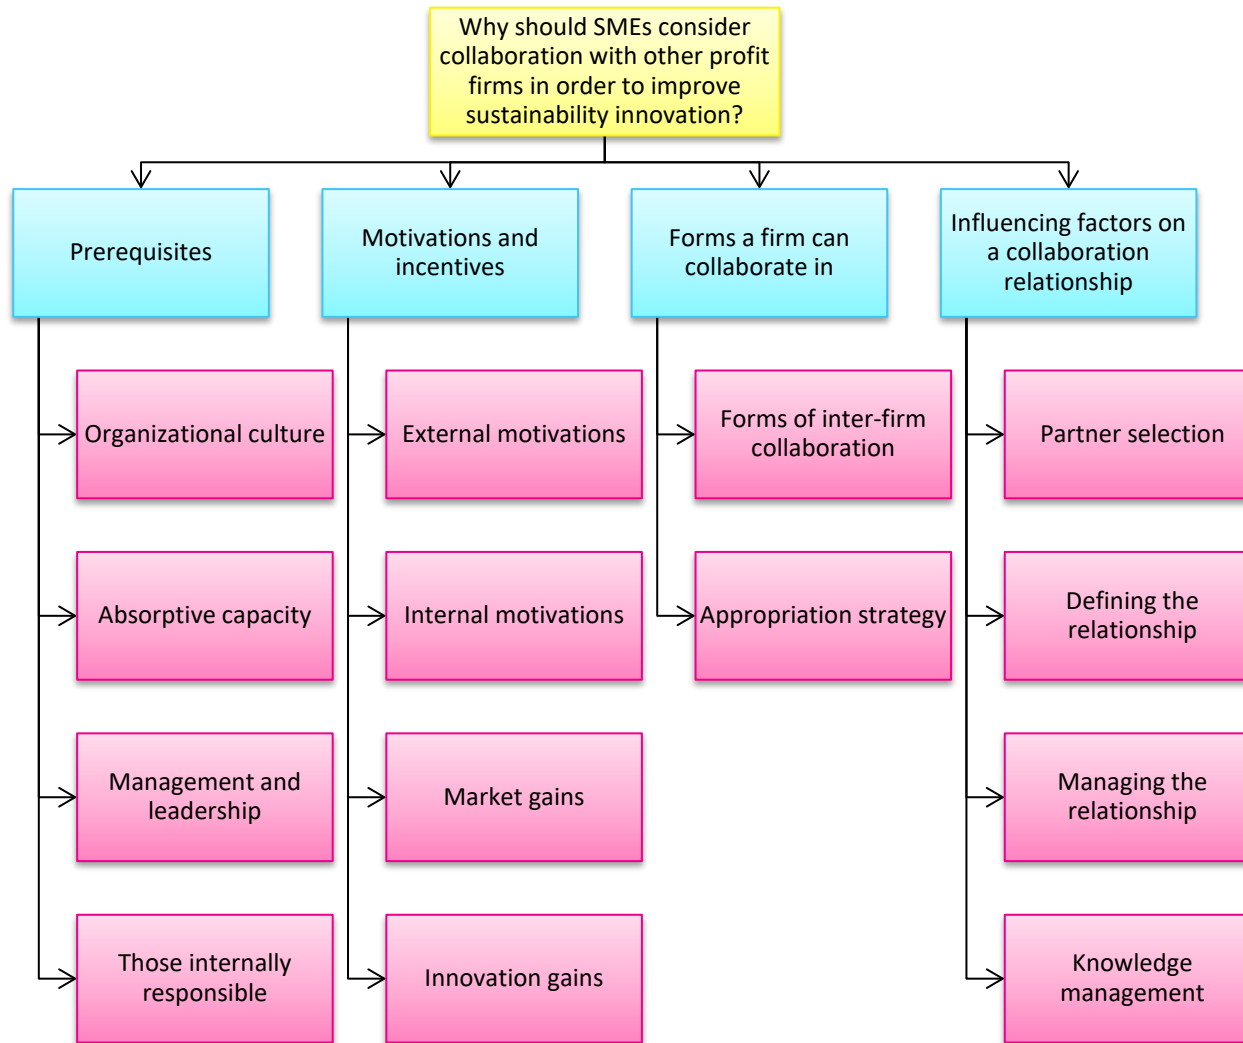 Why should SMEs consider
collaboration with other profit
firms in order to improve
sustainability innovation?
Prerequisites
Motivations and
incentives
Forms a firm can
collaborate in
Influencing factors on
a collaboration
relationship
Organizational culture
External motivations
Forms of inter-firm
collaboration
Partner selection
Absorptive capacity
Internal motivations
Appropriation strategy
Defining the
relationship
Management and
leadership
Market gains
Managing the
relationship
Those internally
responsible
Innovation gains
Knowledge
management